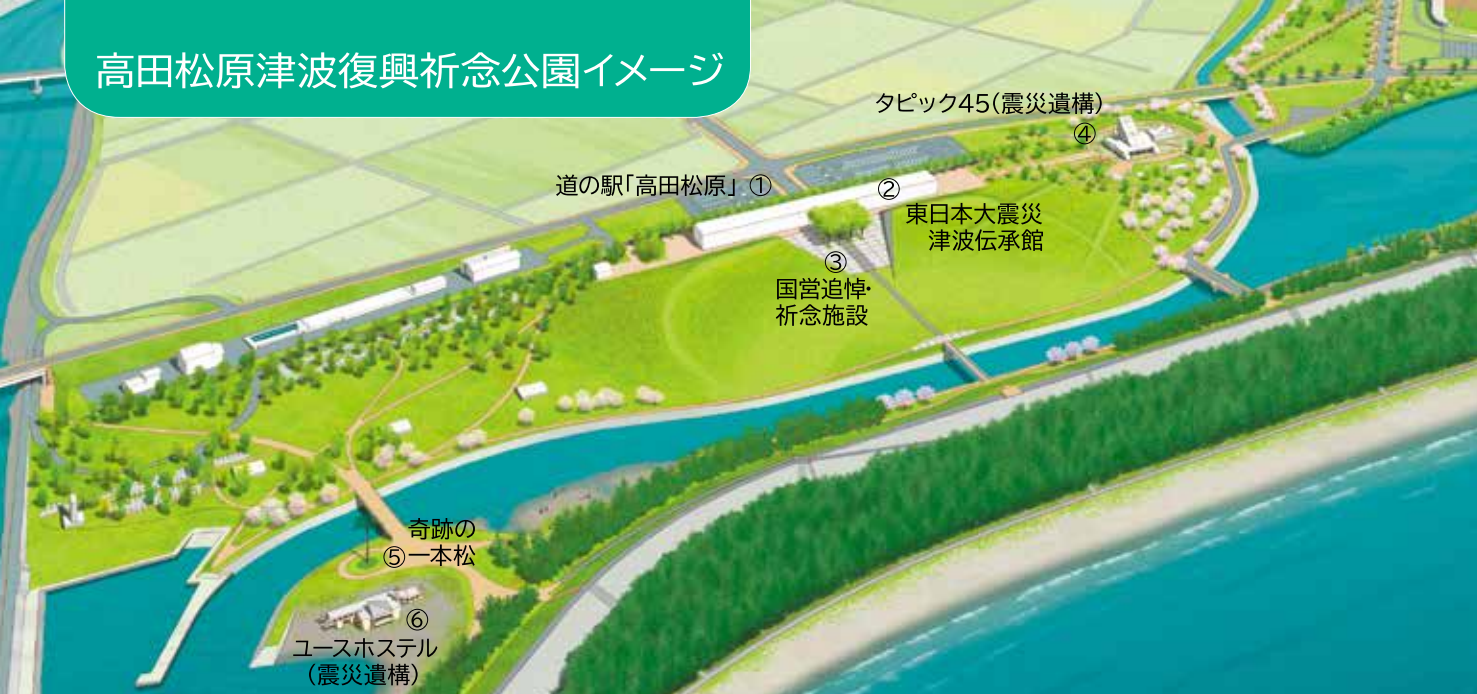 高田松原津波復興祈念公園イメージ
タピック45(震災遺構)
④
道の駅「高田松原」 ①
②
東日本大震災
津波伝承館
③
国営追悼・
祈念施設
奇跡の
⑤一本松
⑥
ユースホステル
(震災遺構)